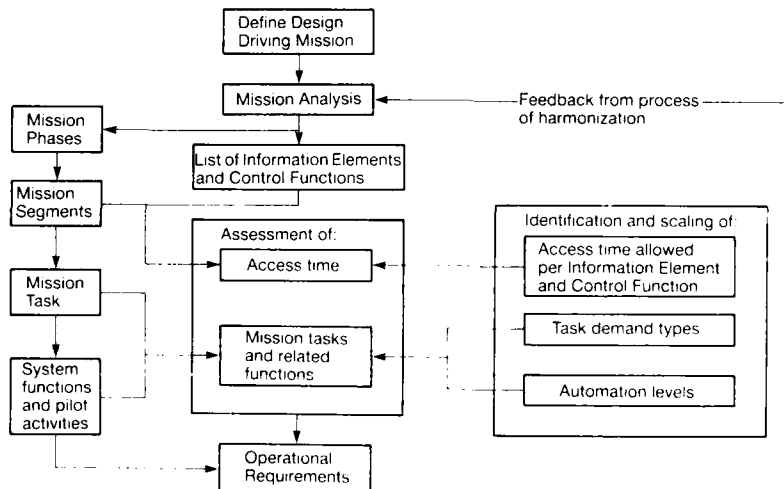 Define Design
Driving Mission
Mission Analysis
Feedback from process
of harmonization
Mission
Phases
List of Information Elements
and Control Functions
Mission
Segments
Assessment of:
Access time
Identification and scaling of:
Access time allowed
per Information Element
and Control Function
Mission
Task
Mission tasks
and related
functions
Task demand types
System
functions
and pilot
activities
Automation levels
Operational
Requirements